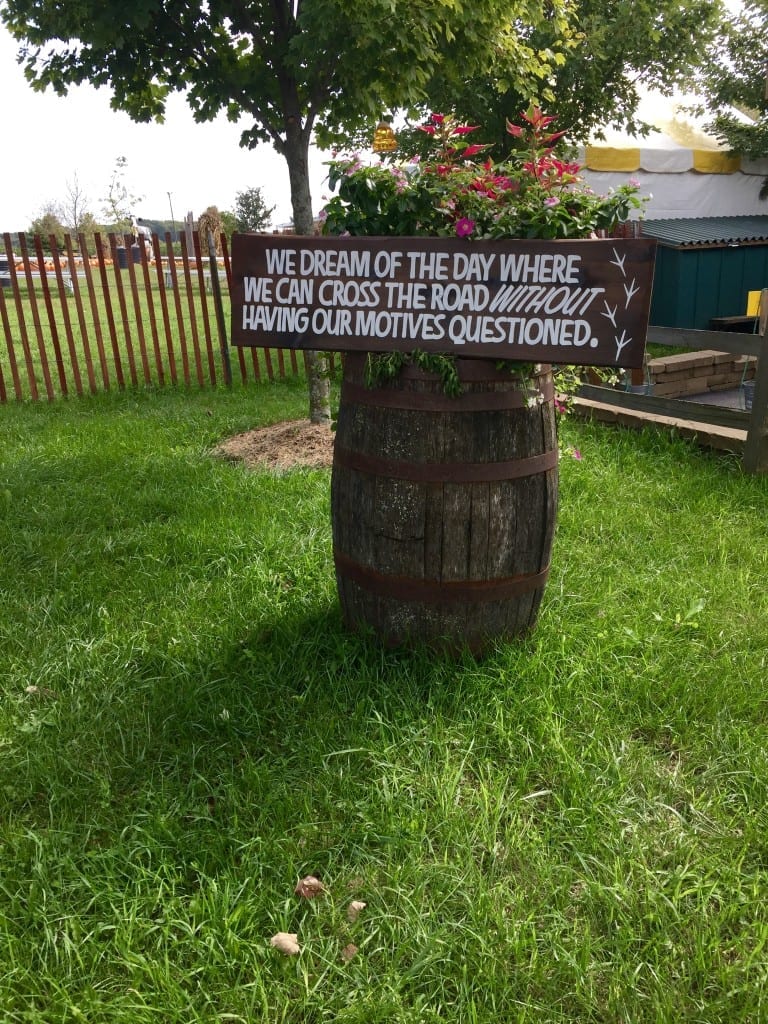 WE DREAM OF THE DAY WHERE
WE CAN CROSS THE ROAD WITHOUT
HAVING OUR MOTIVES QUESTIONED.